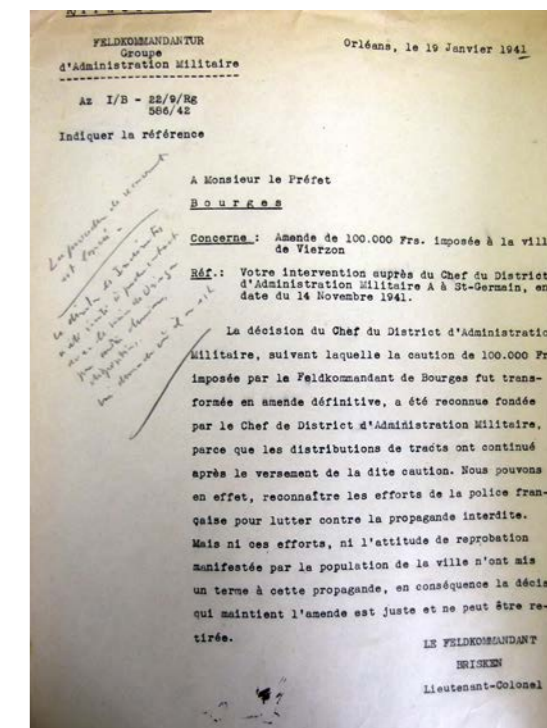 FELDKOMMANDANTUR
Groupe
d'Administration Militaire
Orléans, le 19 Janvier 1941
Az I/B - 22/9/Rg
586/42
Indiquer la référence
A Monsieur le Préfet
Bourges
Concerne : Amende de 100.000 Frs. imposée à la vill
de Vierzon
Réf.: Votre intervention auprès du Chef du District
d'Administration Militaire A à St-Germain, en
date du 14 Novembre 1941.
La décision du Chef du District d'Administratio
Militaire, suivant laquelle la caution de 100.000 Fr
imposée par le Feldkommandant de Bourges fut trans-
formée en amende définitive, a été reconnue fondée
par le Chef de District d'Administration Militaire,
parce que les distributions de tracts ont continué
après le versement de la dite caution. Nous pouvons
en effet, reconnaître les efforts de la police fran-
çaise pour lutter contre la propagande interdite.
Mais ni ces efforts, ni l'attitude de reprobation
manifestée par la population de la ville n'ont mis
un terme à cette propagande, en conséquence la décis
qui maintient l'amende est juste et ne peut être re-
tirée.
LE FELDKOMMANDANT
BRISKEN
Lieutenant-Colonel